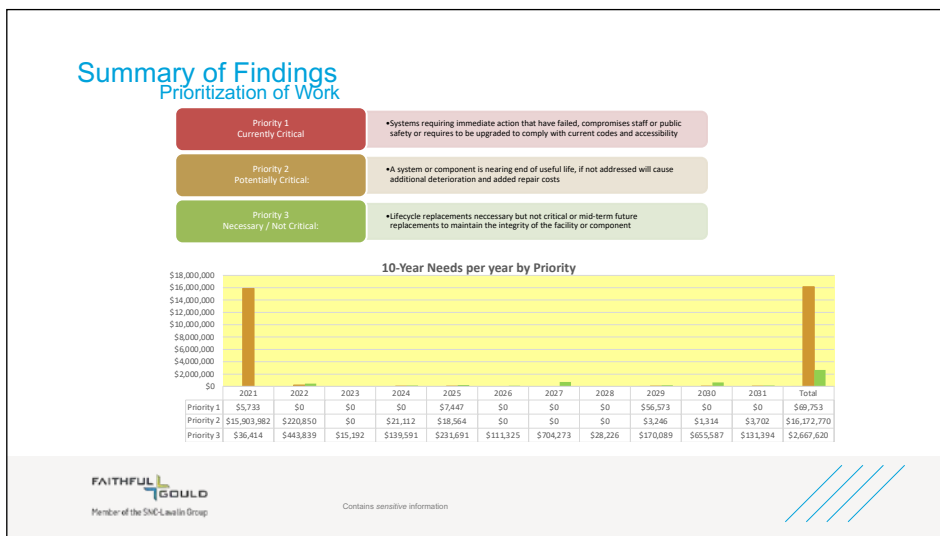 Summary of Findings
Prioritization of Work
Priority 1
Currently Critical
•Systems requiring immediate action that have failed, compromises staff or public
safety or requires to be upgraded to comply with current codes and accessibility
Priority 2
Potentially Critical:
•A system or component is nearing end of useful life, if not addressed will cause
additional deterioration and added repair costs
Priority 3
Necessary / Not Critical:
•Lifecycle replacements neccessary but not critical or mid-term future
replacements to maintain the integrity of the facility or component
10-Year Needs per year by Priority
$18,000,000
$16,000,000
$14,000,000
$12,000,000
$10,000,000
$8,000,000
$6,000,000
$4,000,000
$2,000,000
$0
2021 2022 2023 2024 2025 2026 2027 2028 2029 2030 2031 Total
Priority 1 $5,733 $0 $0 $0 $7,447 $0 $0 $0 $56,573 $0 $0 $69,753
Priority 2 $15,903,982 $220,850 $0 $21,112 $18,564 $0 $0 $0 $3,246 $1,314 $3,702 $16,172,770
Priority 3 $36,414 $443,839 $15,192 $139,591 $231,691 $111,325 $704,273 $28,226 $170,089 $655,587 $131,394 $2,667,620
FAITHFUL
GOULD
Member of the SNC-Lavalin Group
Contains sensitive information